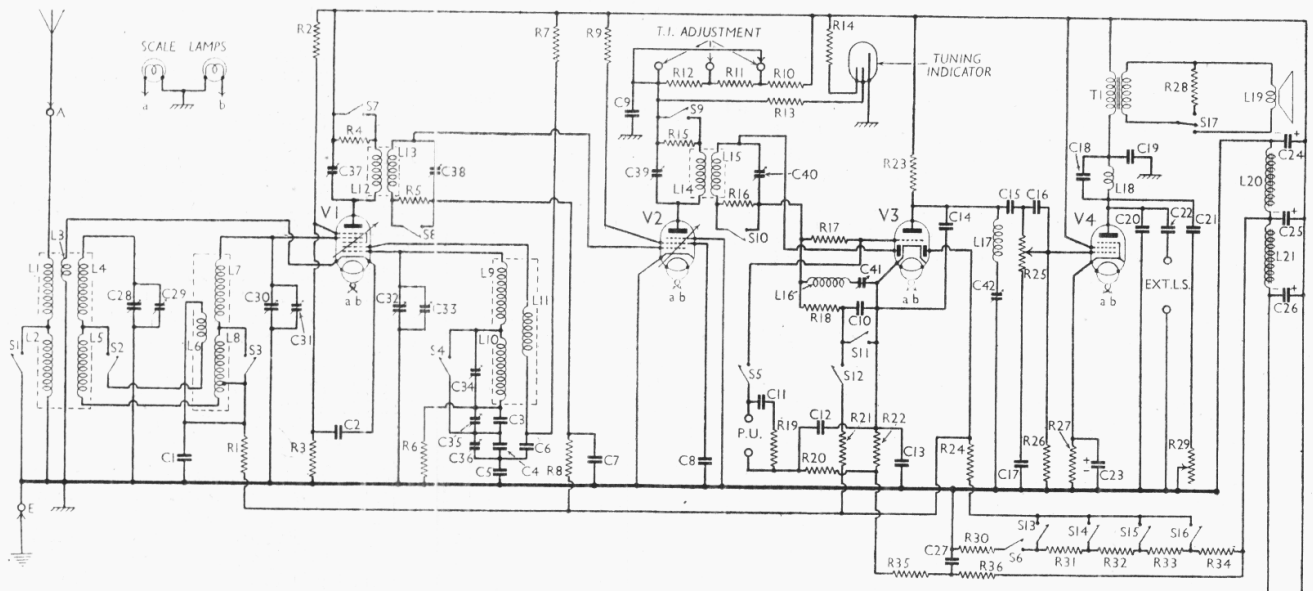 SCALE LAMPS
a b
A
R2
R7
R9
T.I. ADJUSTMENT
R14
TUNING INDICATOR
R12 R11 R10
R13
C9
S7
R4
C37
L13
L12
C38
R5
S8
V1
a b
S9
R15
C39
L15
L14
C40
R16
S10
V2
a b
R23
V3
a b
R17
C41
L16
R18
C10
S11
S12
C14
L17
C42
C15 C16
R25
V4
a b
T1
R28
S17
L19
C18
C19
L18
C20
C22
C21
EXT.L.S.
C24
L20
C25
L21
C26
L1
L3
L4
L2
L5
S1
S2
C28
C29
L7
L6
L8
S3
C30
C31
C32
C33
L9
L11
L10
S4
C34
C3
C35
C36
C4
C5
C6
R6
R8
C7
C8
C1
R1
R3
C2
S5
C11
P.U.
R19
C12
R20
R21
R22
C13
R24
C17
R26
R27
C23
R29
E
C27
R30
S6
S13
S14
S15
S16
R31
R32
R33
R34
R35
R36